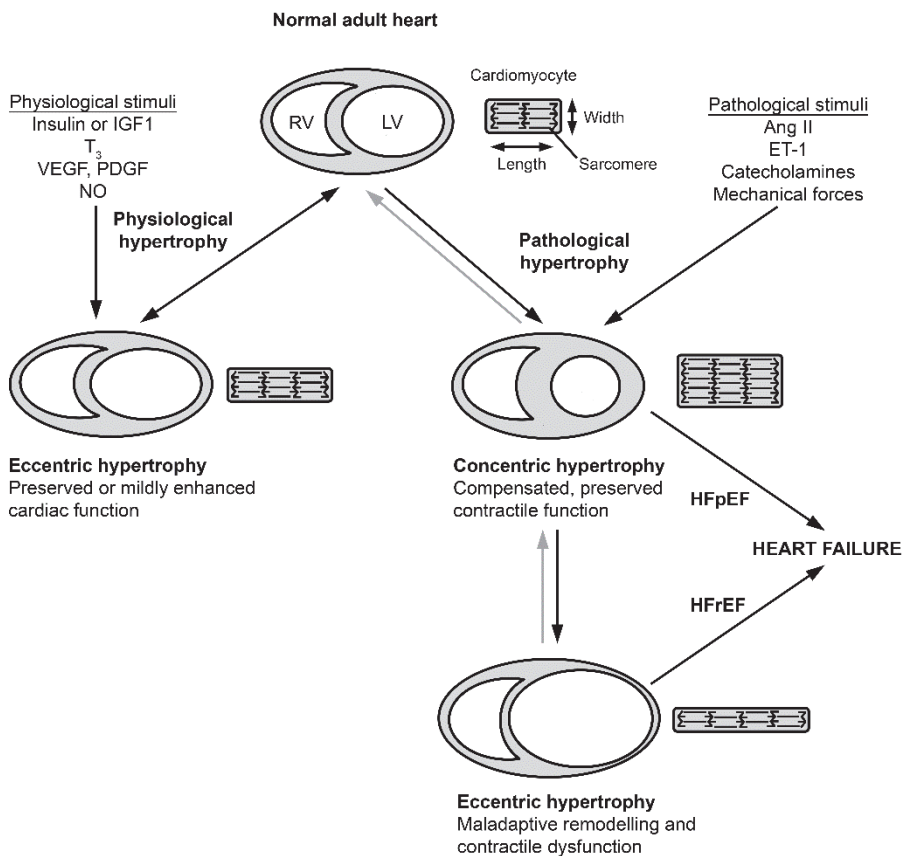 Normal adult heart
Physiological stimuli
Insulin or IGF1
T3
VEGF, PDGF
NO
RV
LV
Cardiomyocyte
Width
Length
Sarcomere
Pathological stimuli
Ang II
ET-1
Catecholamines
Mechanical forces
Physiological
hypertrophy
Pathological
hypertrophy
Eccentric hypertrophy
Preserved or mildly enhanced
cardiac function
Concentric hypertrophy
Compensated, preserved
contractile function
HFpEF
HEART FAILURE
HFrEF
Eccentric hypertrophy
Maladaptive remodelling and
contractile dysfunction